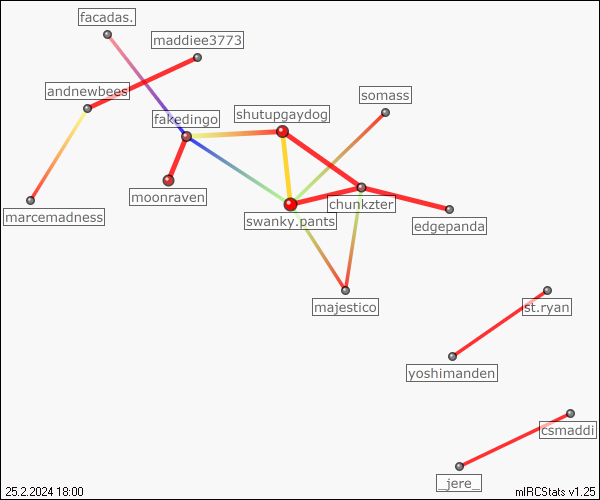 facadas.
maddiee3773
andnewbees
somass
shutupgaydog
fakedingo
moonraven
chunkzter
marcemadness
swanky.pants
edgepanda
majestico
st.ryan
yoshimanden
csmaddi
_jere_
25.2.2024 18:00
mIRCStats v1.25